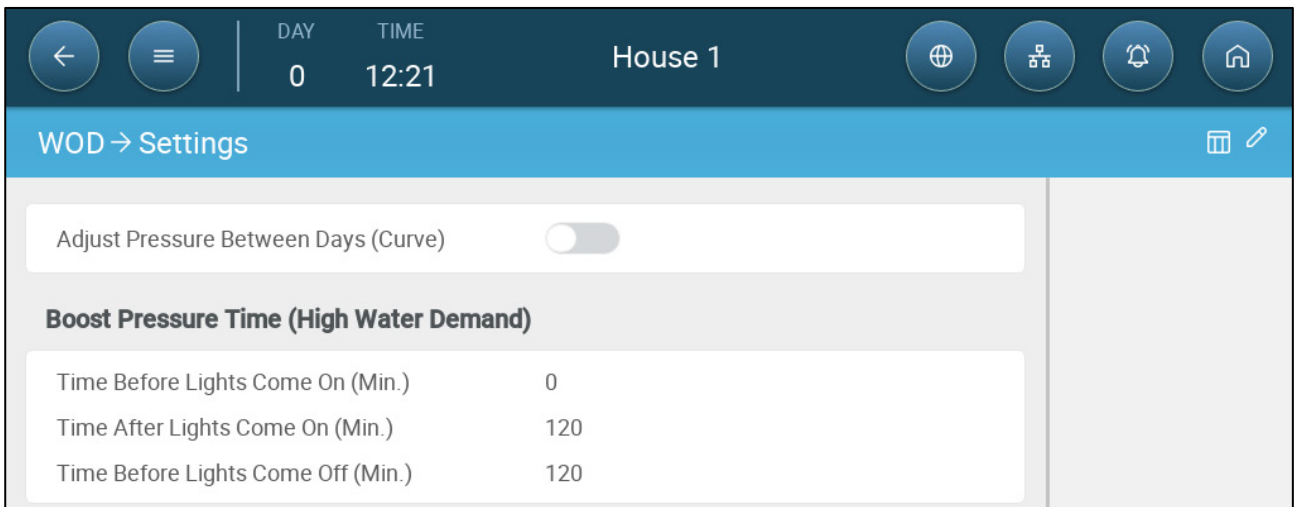 DAY TIME
0 12:21 House 1
WOD → Settings
Adjust Pressure Between Days (Curve)
Boost Pressure Time (High Water Demand)
Time Before Lights Come On (Min.) 0
Time After Lights Come On (Min.) 120
Time Before Lights Come Off (Min.) 120